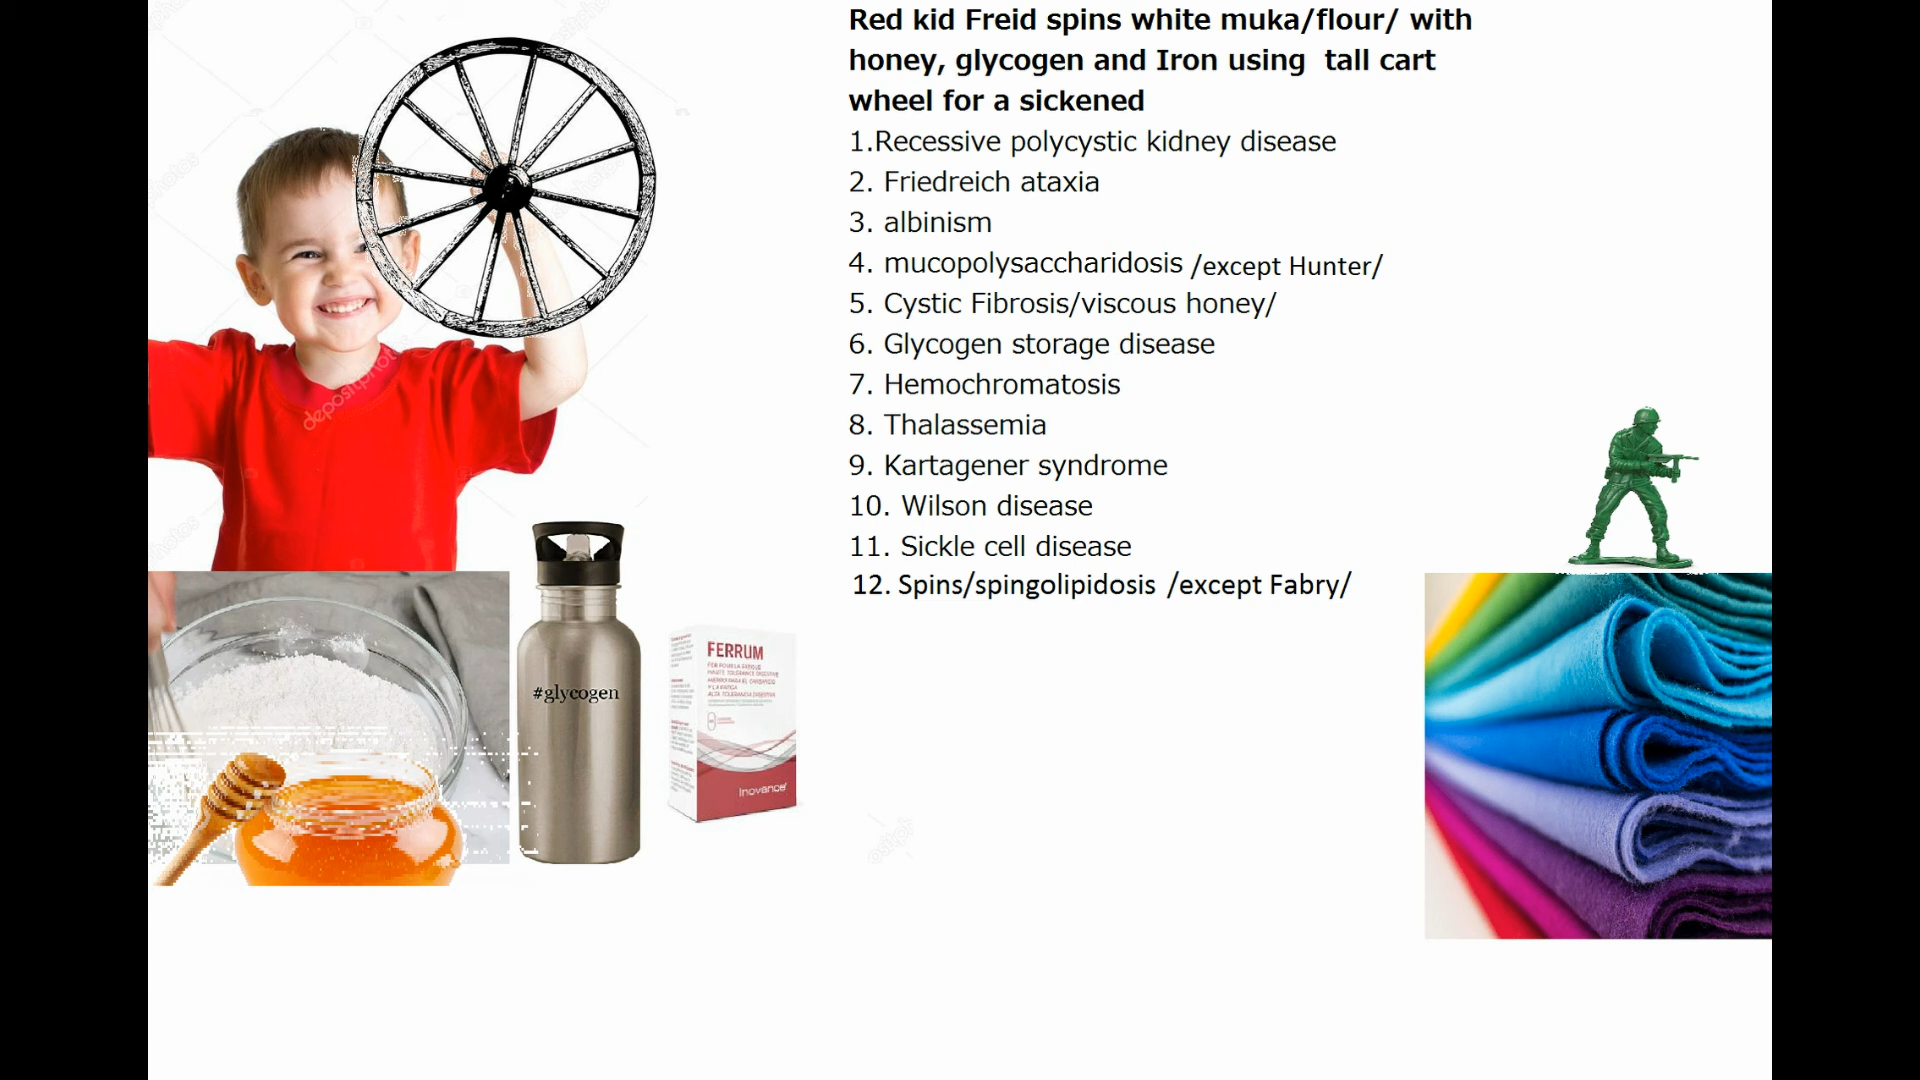 Red kid Freid spins white muka/flour/ with
honey, glycogen and Iron using  tall cart
wheel for a sickened
1.Recessive polycystic kidney disease
2. Friedreich ataxia
3. albinism
4. mucopolysaccharidosis /except Hunter/
5. Cystic Fibrosis/viscous honey/
6. Glycogen storage disease
7. Hemochromatosis
8. Thalassemia
9. Kartagener syndrome
10. Wilson disease
11. Sickle cell disease
12. Spins/spingolipidosis /except Fabry/
depositphotos
#glycogen
FERRUM
Inovance